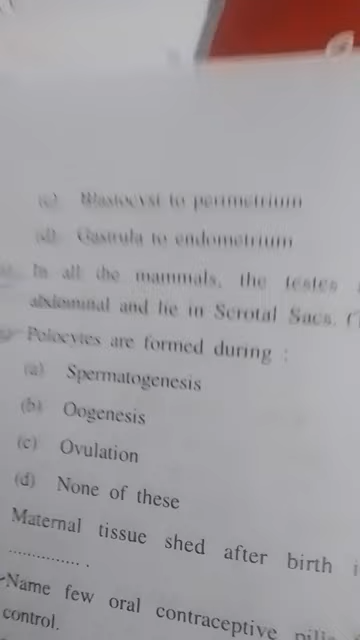 (c) Blastocyst to perimetrium
(d) Gastrula to endometrium
In all the mammals, the testes
abdominal and lie in Scrotal Sacs.
Polocytes are formed during :
(a) Spermatogenesis
(b) Oogenesis
(c) Ovulation
(d) None of these
Maternal tissue shed after birth
............... .
Name few oral contraceptive
control.